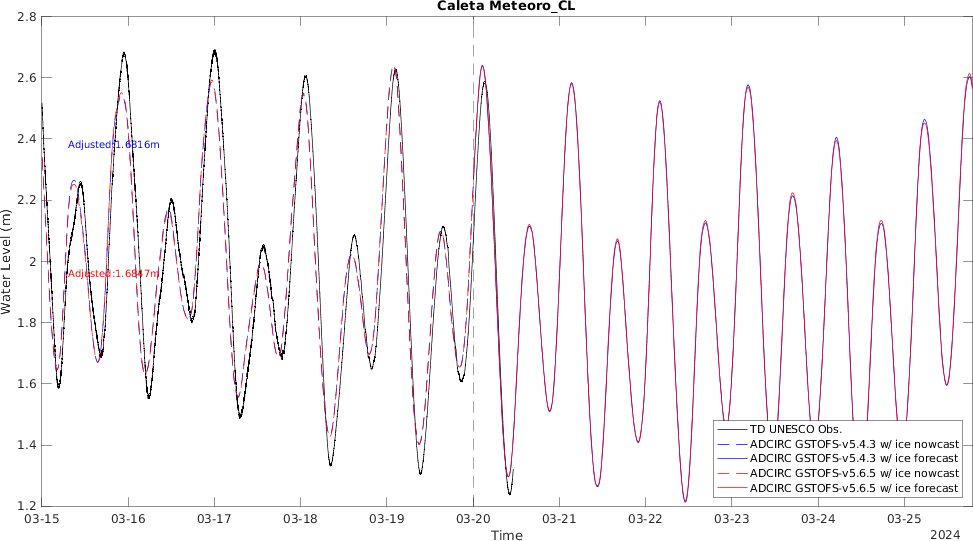 Caleta Meteoro_CL
2.8
2.6
2.4
2.2
2
1.8
1.6
1.4
1.2
Water Level (m)
Adjusted:1.6816m
Adjusted:1.6847m
TD UNESCO Obs.
ADCIRC GSTOFS-v5.4.3 w/ ice nowcast
ADCIRC GSTOFS-v5.4.3 w/ ice forecast
ADCIRC GSTOFS-v5.6.5 w/ ice nowcast
ADCIRC GSTOFS-v5.6.5 w/ ice forecast
03-15 03-16 03-17 03-18 03-19 03-20 03-21 03-22 03-23 03-24 03-25
Time
2024